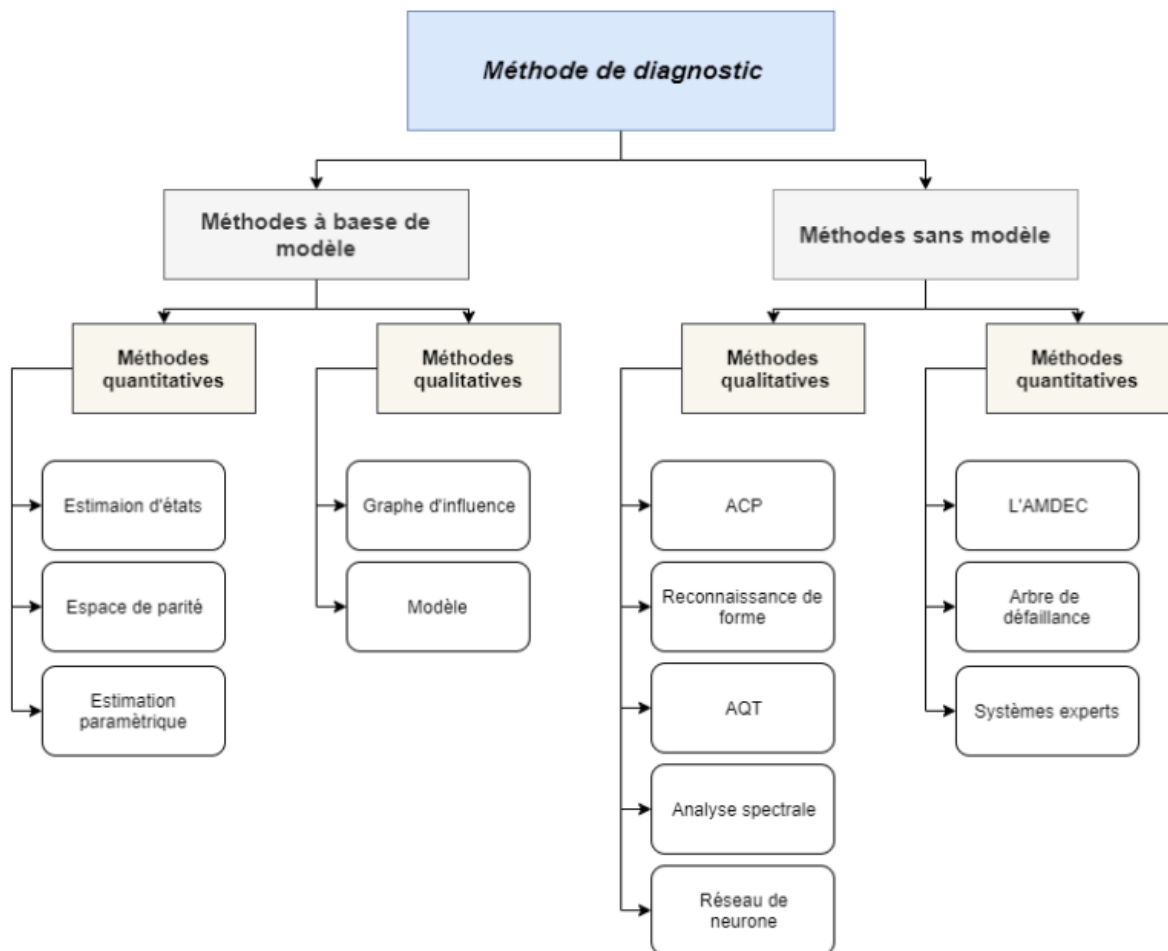 Méthode de diagnostic
Méthodes à baese de
modèle
Méthodes sans modèle
Méthodes
quantitatives
Méthodes
qualitatives
Méthodes
qualitatives
Méthodes
quantitatives
Estimaion d'états
Graphe d'influence
ACP
L'AMDEC
Espace de parité
Modèle
Reconnaissance de
forme
Arbre de
défaillance
Estimation
paramètrique
AQT
Systèmes experts
Analyse spectrale
Réseau de
neurone